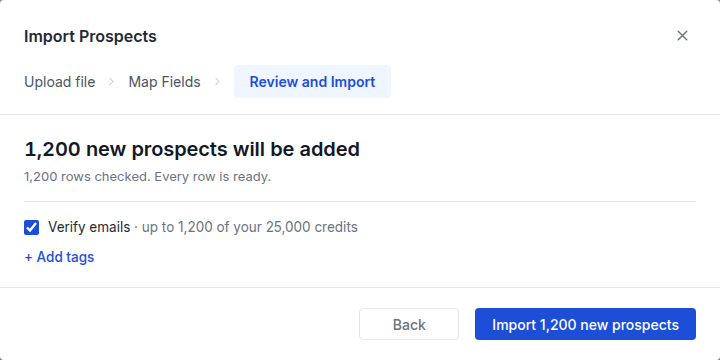 Import Prospects
Upload file
Map Fields
Review and Import
1,200 new prospects will be added
1,200 rows checked. Every row is ready.
Verify emails · up to 1,200 of your 25,000 credits
+ Add tags
Back
Import 1,200 new prospects